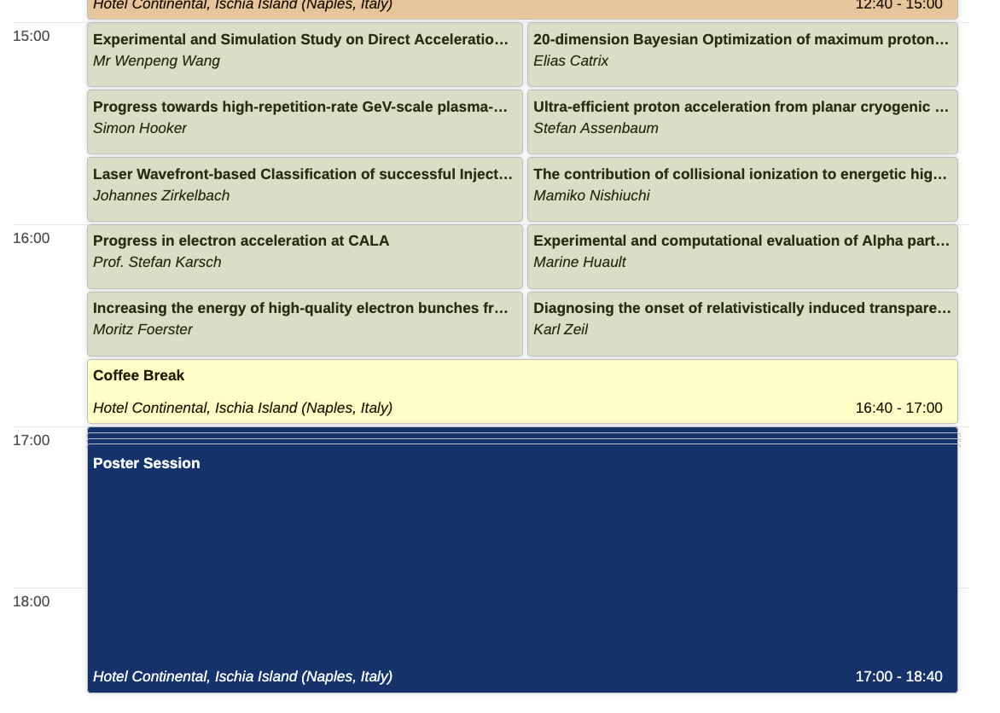 Hotel Continental, Ischia Island (Naples, Italy) 12:40 - 15:00
15:00
Experimental and Simulation Study on Direct Acceleratio...
Mr Wenpeng Wang
20-dimension Bayesian Optimization of maximum proton...
Elias Catrix
Progress towards high-repetition-rate GeV-scale plasma-...
Simon Hooker
Ultra-efficient proton acceleration from planar cryogenic ...
Stefan Assenbaum
Laser Wavefront-based Classification of successful Inject...
Johannes Zirkelbach
The contribution of collisional ionization to energetic hig...
Mamiko Nishiuchi
16:00
Progress in electron acceleration at CALA
Prof. Stefan Karsch
Experimental and computational evaluation of Alpha part...
Marine Huault
Increasing the energy of high-quality electron bunches fr...
Moritz Foerster
Diagnosing the onset of relativistically induced transpare...
Karl Zeil
Coffee Break
Hotel Continental, Ischia Island (Naples, Italy) 16:40 - 17:00
17:00
Poster Session
18:00
Hotel Continental, Ischia Island (Naples, Italy) 17:00 - 18:40